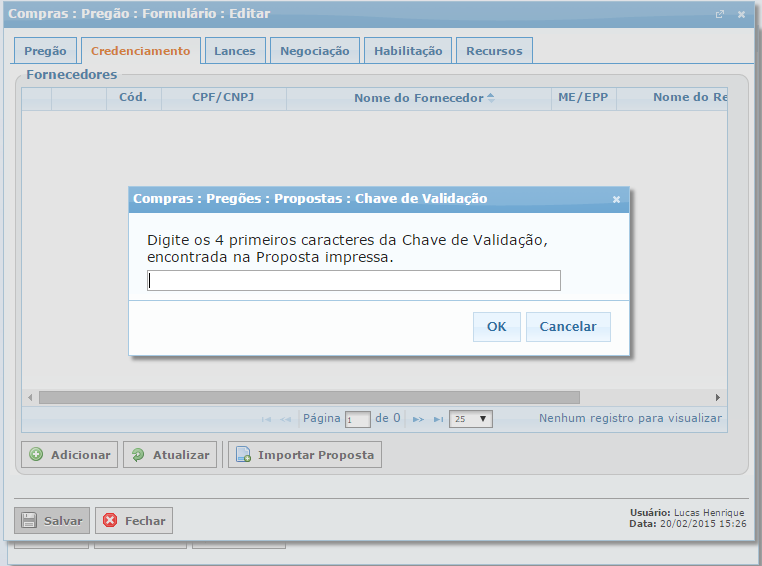 Compras : Pregão : Formulário : Editar
Pregão
Credenciamento
Lances
Negociação
Habilitação
Recursos
Fornecedores
Cód.
CPF/CNPJ
Nome do Fornecedor
ME/EPP
Nome do Re
Compras : Pregões : Propostas : Chave de Validação
Digite os 4 primeiros caracteres da Chave de Validação,
encontrada na Proposta impressa.
OK
Cancelar
Página 1 de 0
25
Nenhum registro para visualizar
Adicionar
Atualizar
Importar Proposta
Salvar
Fechar
Usuário: Lucas Henrique
Data: 20/02/2015 15:26